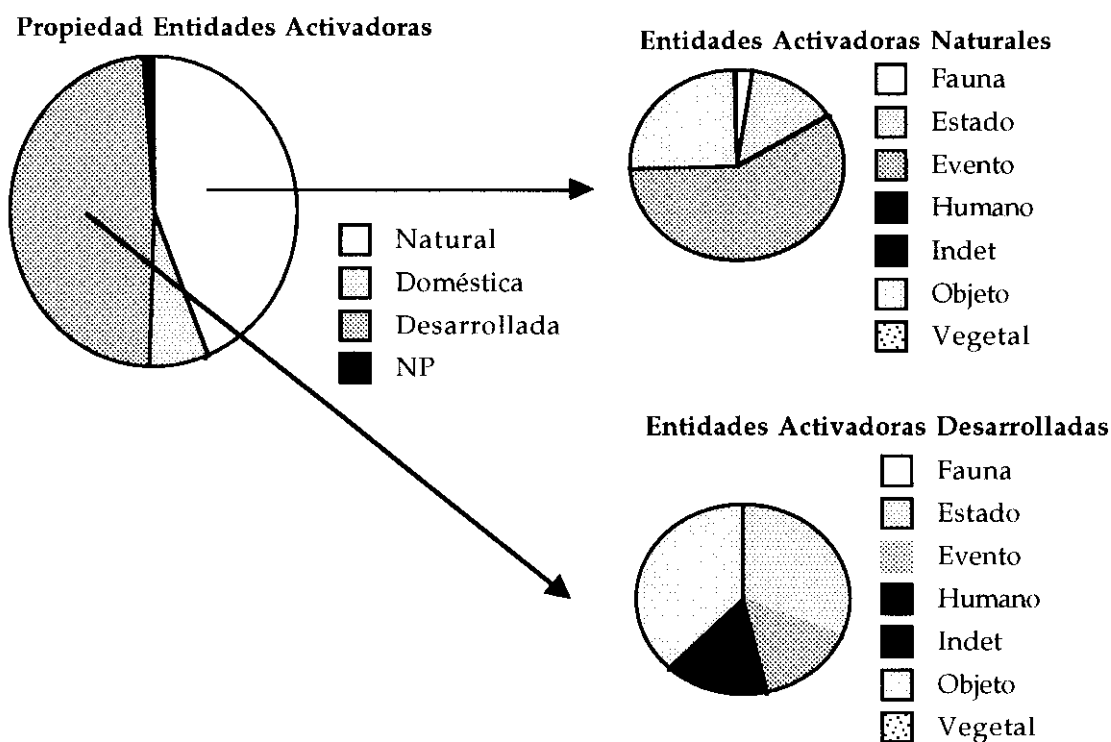 Propiedad Entidades Activadoras
Natural
Doméstica
Desarrollada
NP
Entidades Activadoras Naturales
Fauna
Estado
Evento
Humano
Indet
Objeto
Vegetal
Entidades Activadoras Desarrolladas
Fauna
Estado
Evento
Humano
Indet
Objeto
Vegetal